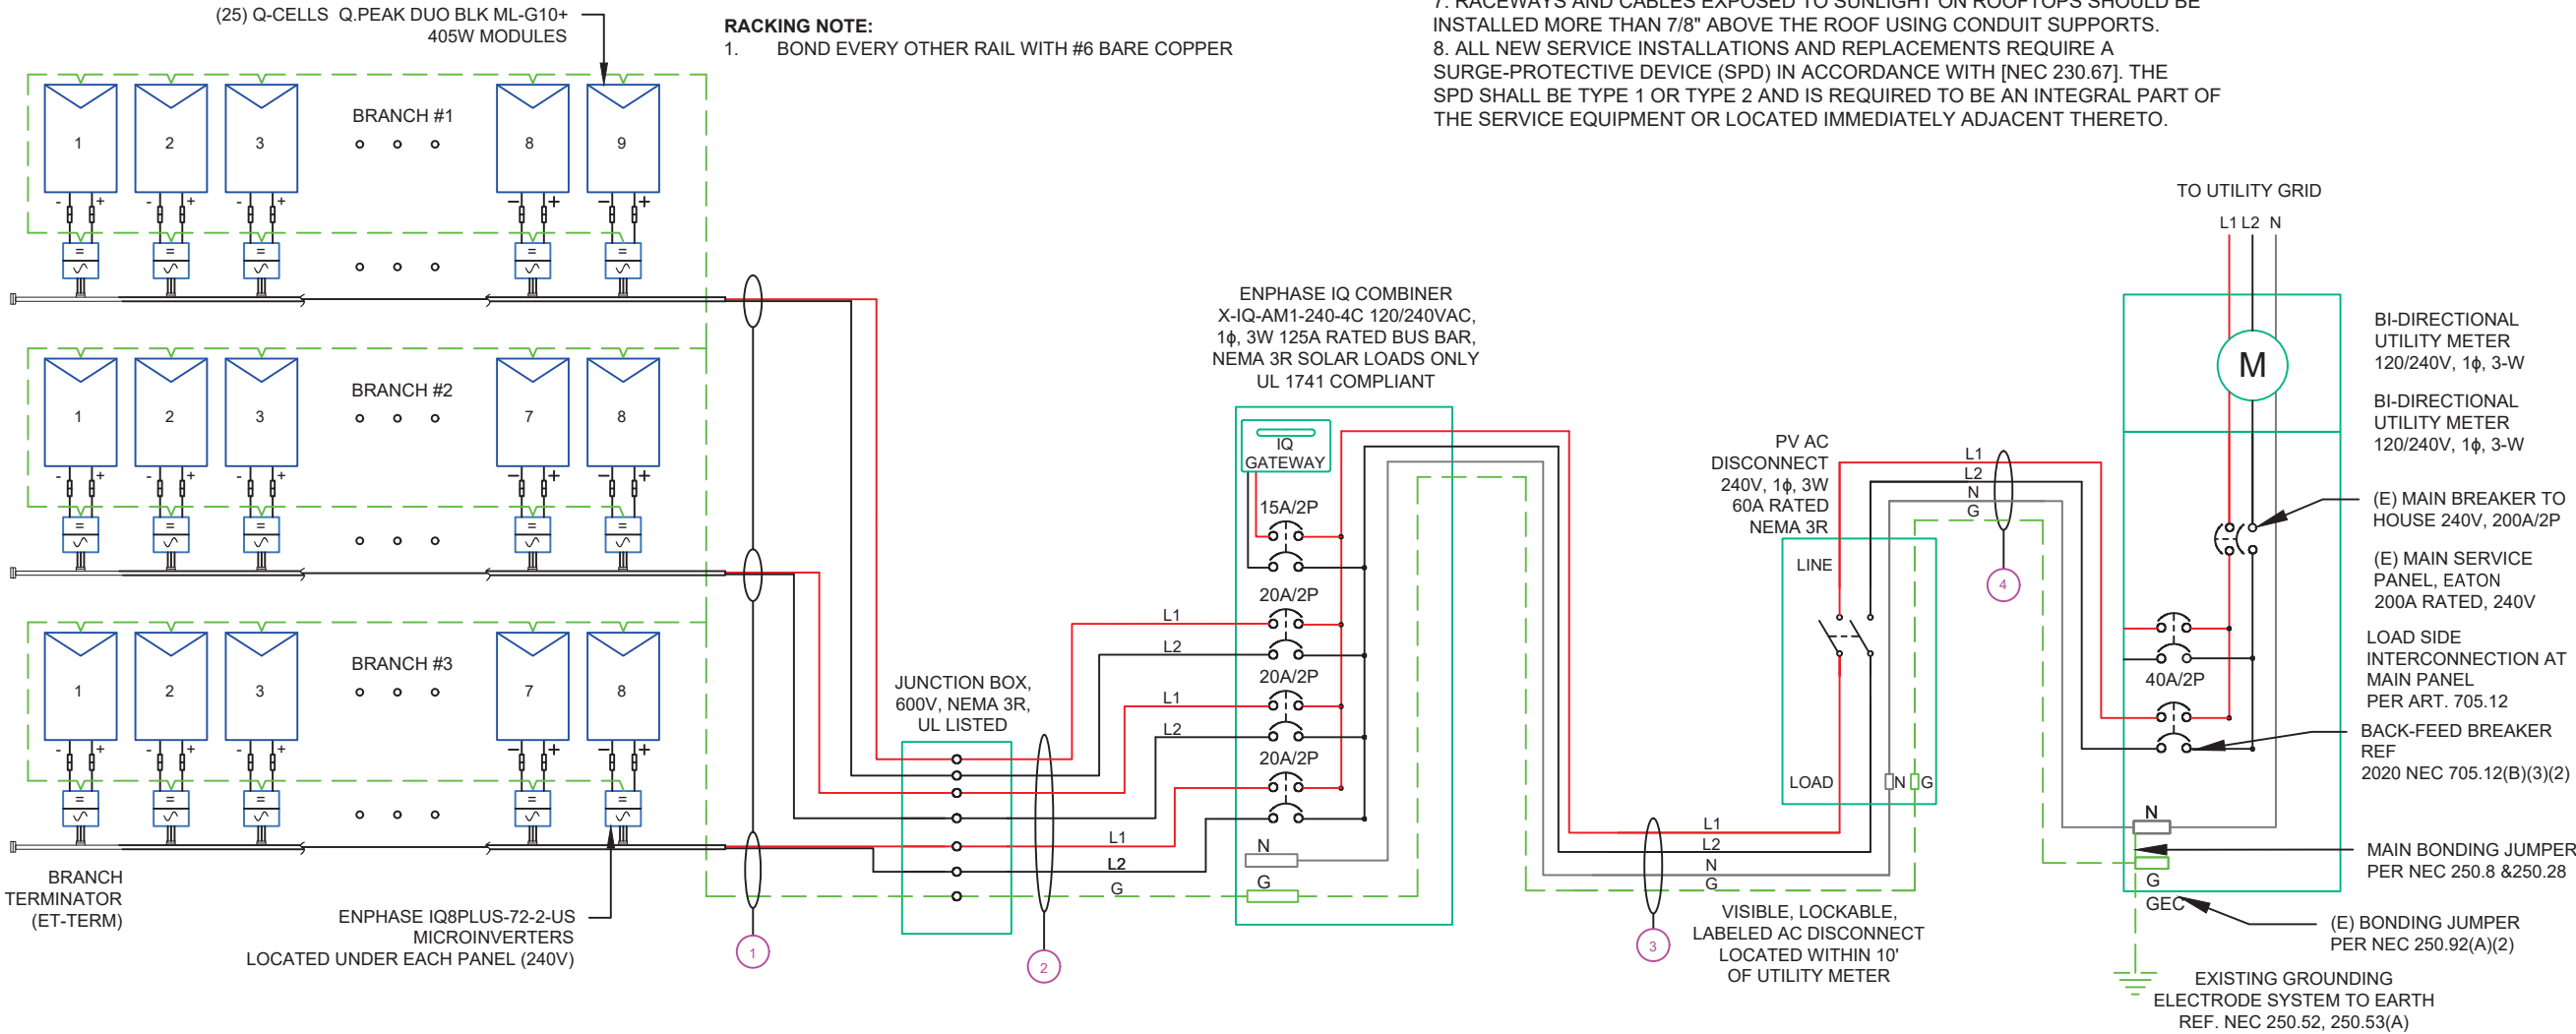 (25) Q-CELLS Q.PEAK DUO BLK ML-G10+
405W MODULES
RACKING NOTE:
1. BOND EVERY OTHER RAIL WITH #6 BARE COPPER
7. RACEWAYS AND CABLES EXPOSED TO SUNLIGHT ON ROOFTOPS SHOULD BE
INSTALLED MORE THAN 7/8" ABOVE THE ROOF USING CONDUIT SUPPORTS.
8. ALL NEW SERVICE INSTALLATIONS AND REPLACEMENTS REQUIRE A
SURGE-PROTECTIVE DEVICE (SPD) IN ACCORDANCE WITH [NEC 230.67]. THE
SPD SHALL BE TYPE 1 OR TYPE 2 AND IS REQUIRED TO BE AN INTEGRAL PART OF
THE SERVICE EQUIPMENT OR LOCATED IMMEDIATELY ADJACENT THERETO.
BRANCH #1
1 2 3 8 9
- + - + - + - + - +
BRANCH #2
1 2 3 7 8
- + - + - + - + - +
BRANCH #3
1 2 3 7 8
- + - + - + - + - +
BRANCH
TERMINATOR
(ET-TERM)
ENPHASE IQ8PLUS-72-2-US
MICROINVERTERS
LOCATED UNDER EACH PANEL (240V)
1
JUNCTION BOX,
600V, NEMA 3R,
UL LISTED
2
L1
L2
L1
L2
L1
L2
G
ENPHASE IQ COMBINER
X-IQ-AM1-240-4C 120/240VAC,
1ϕ, 3W 125A RATED BUS BAR,
NEMA 3R SOLAR LOADS ONLY
UL 1741 COMPLIANT
IQ
GATEWAY
15A/2P
20A/2P
20A/2P
20A/2P
N
G
L1
L2
N
G
3
PV AC
DISCONNECT
240V, 1ϕ, 3W
60A RATED
NEMA 3R
LINE
LOAD
N G
VISIBLE, LOCKABLE,
LABELED AC DISCONNECT
LOCATED WITHIN 10'
OF UTILITY METER
L1
L2
N
G
4
TO UTILITY GRID
L1 L2 N
M
40A/2P
N
G
GEC
BI-DIRECTIONAL
UTILITY METER
120/240V, 1ϕ, 3-W
BI-DIRECTIONAL
UTILITY METER
120/240V, 1ϕ, 3-W
(E) MAIN BREAKER TO
HOUSE 240V, 200A/2P
(E) MAIN SERVICE
PANEL, EATON
200A RATED, 240V
LOAD SIDE
INTERCONNECTION AT
MAIN PANEL
PER ART. 705.12
BACK-FEED BREAKER
REF
2020 NEC 705.12(B)(3)(2)
MAIN BONDING JUMPER
PER NEC 250.8 &250.28
(E) BONDING JUMPER
PER NEC 250.92(A)(2)
EXISTING GROUNDING
ELECTRODE SYSTEM TO EARTH
REF. NEC 250.52, 250.53(A)